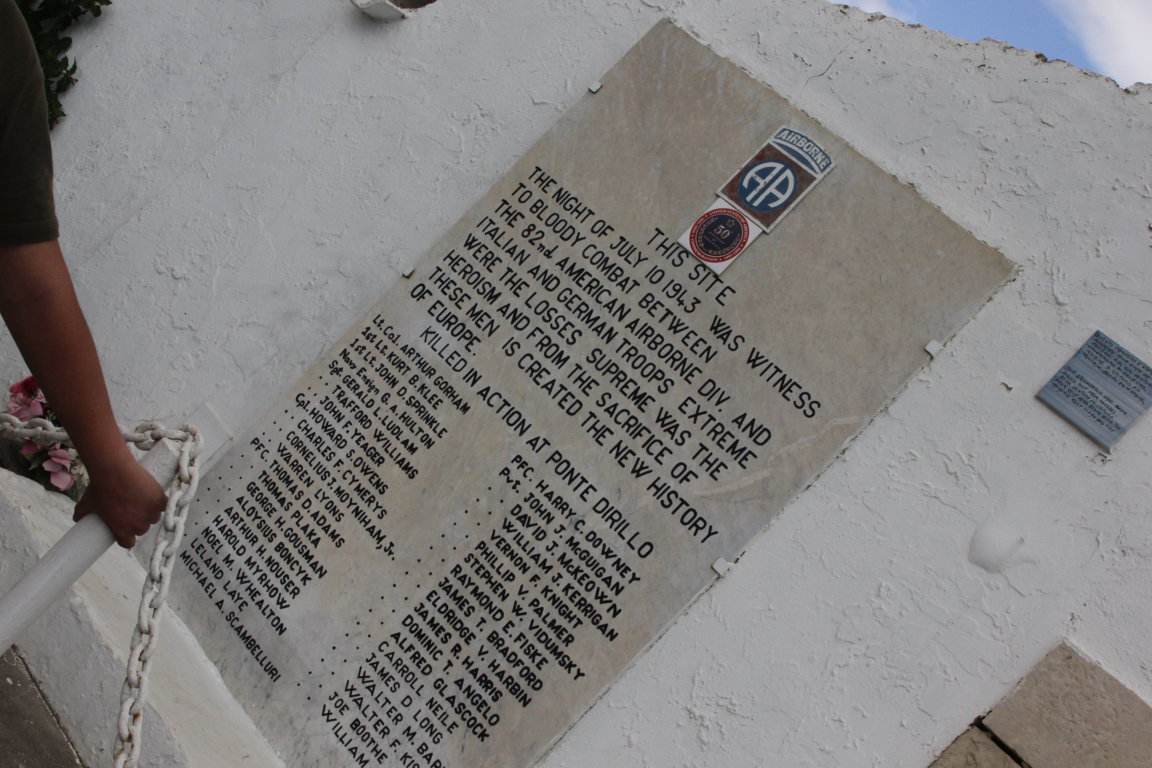 AIRBORNE
AA
50
THIS SITE
THE NIGHT OF JULY 10 1943 WAS WITNESS
TO BLOODY COMBAT BETWEEN
THE 82nd AMERICAN AIRBORNE DIV. AND
ITALIAN AND GERMAN TROOPS EXTREME
WERE THE LOSSES SUPREME WAS THE
HEROISM AND FROM THE SACRIFICE OF
THESE MEN IS CREATED THE NEW HISTORY
OF EUROPE.
KILLED IN ACTION AT PONTE DIRILLO
Lt. Col. ARTHUR GORHAM
1st Lt. KURT B. KLEE
1st Lt. JOHN D. SPRINKLE
Navy Ensign G. A. HULTON
Sgt. GERALD L. LUDLAM
TRAFFORD WILLIAMS
JOHN E. YEAGER
Cpl. HOWARD S. OWENS
CHARLES F. CYMERYS
CORNELIUS J. MOYNIHAM, Jr.
WARREN LYONS
PFC. THOMAS D. ADAMS
THOMAS PLAKA
GEORGE H. GOUSMAN
ALOYSIUS BONCYK
ARTHUR H. MOUSER
HAROLD MYRHOW
NOEL M. WHEALTON
LELAND LAYE
MICHAEL A. SCAMBELLURI
PFC. HARRY C. DOWNEY
Pvt. JOHN J. McGUIGAN
DAVID J. McKEOWN
WILLIAM J. KERRIGAN
VERNON F. KNIGHT
PHILLIP V. PALMER
STEPHEN W. VIDUMSKY
RAYMOND E. FISKE
JAMES T. BRADFORD
ELDRIDGE V. HARBIN
JAMES R. HARRIS
DOMINIC T. ANGELO
ALFRED GLASCOCK
CARROLL NEILE
JAMES D LONG
WALTER M. BAR
WALTER F. KIS
JOE BOOTHE
WILLIAM